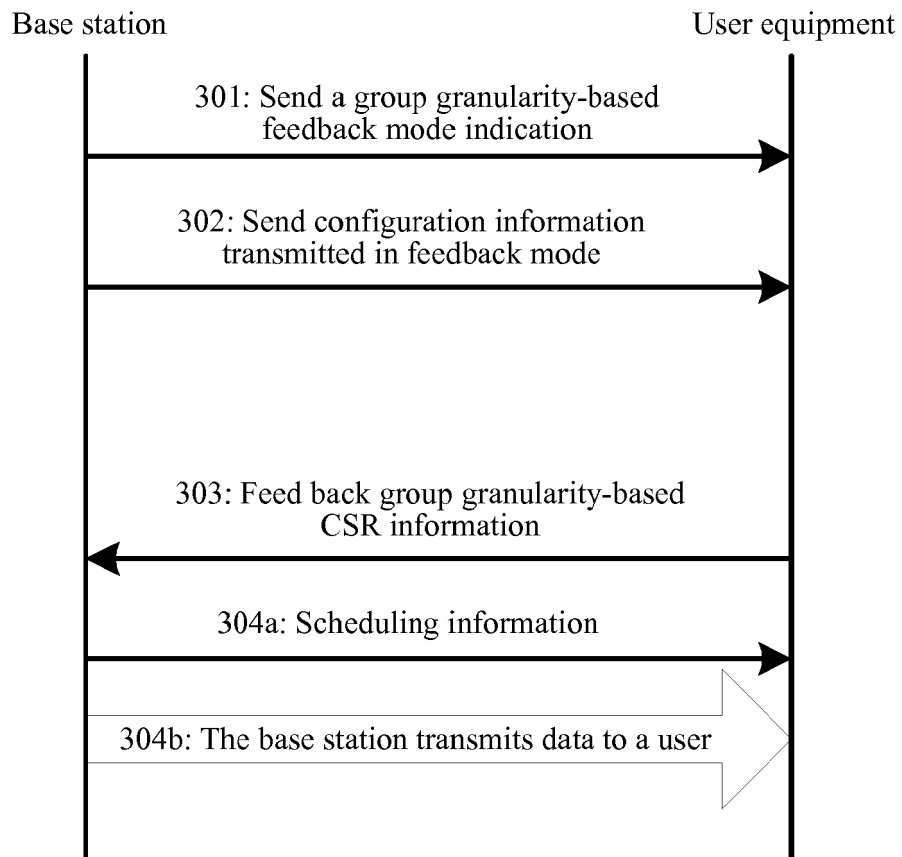 Base station
User equipment
301: Send a group granularity-based
feedback mode indication
302: Send configuration information
transmitted in feedback mode
303: Feed back group granularity-based
CSR information
304a: Scheduling information
304b: The base station transmits data to a user